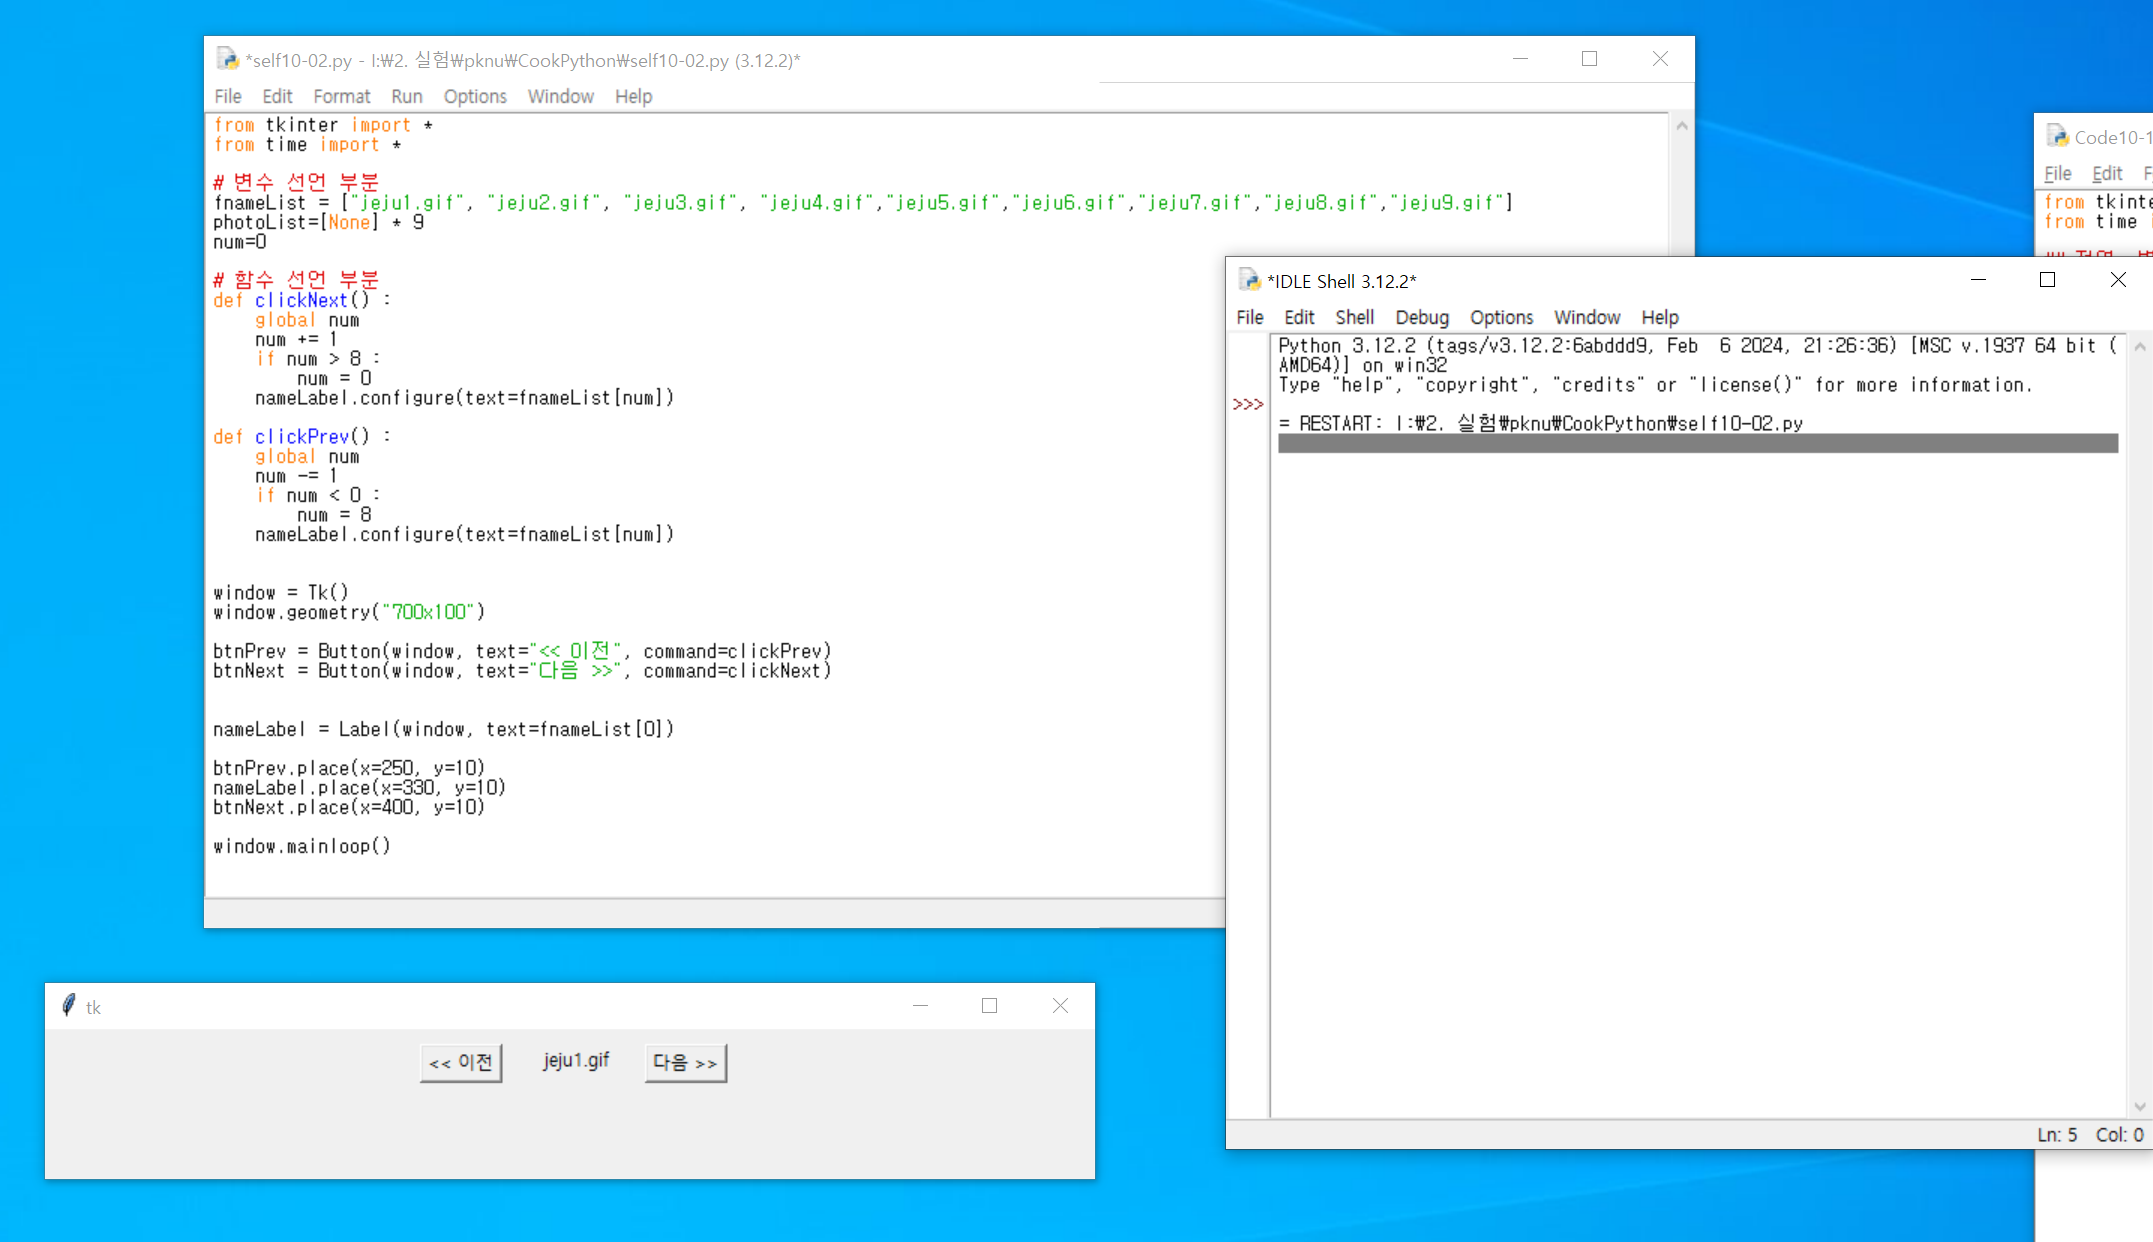 *self10-02.py - I:₩2. 실험₩pknu₩CookPython₩self10-02.py (3.12.2)*
File Edit Format Run Options Window Help
from tkinter import *
from time import *
# 변수 선언 부분
fnameList = ["jeju1.gif", "jeju2.gif", "jeju3.gif", "jeju4.gif","jeju5.gif","jeju6.gif","jeju7.gif","jeju8.gif","jeju9.gif"]
photoList=[None] * 9
num=0
# 함수 선언 부분
def clickNext() :
    global num
    num += 1
    if num > 8 :
        num = 0
    nameLabel.configure(text=fnameList[num])
def clickPrev() :
    global num
    num -= 1
    if num < 0 :
        num = 8
    nameLabel.configure(text=fnameList[num])
window = Tk()
window.geometry("700x100")
btnPrev = Button(window, text="<< 이전", command=clickPrev)
btnNext = Button(window, text="다음 >>", command=clickNext)
nameLabel = Label(window, text=fnameList[0])
btnPrev.place(x=250, y=10)
nameLabel.place(x=330, y=10)
btnNext.place(x=400, y=10)
window.mainloop()
Code10-1
File Edit F
from tkinte
from time i
*IDLE Shell 3.12.2*
File Edit Shell Debug Options Window Help
Python 3.12.2 (tags/v3.12.2:6abddd9, Feb  6 2024, 21:26:36) [MSC v.1937 64 bit (
AMD64)] on win32
Type "help", "copyright", "credits" or "license()" for more information.
>>>
= RESTART: I:₩2. 실험₩pknu₩CookPython₩self10-02.py
Ln: 5 Col: 0
tk
<< 이전 jeju1.gif 다음 >>